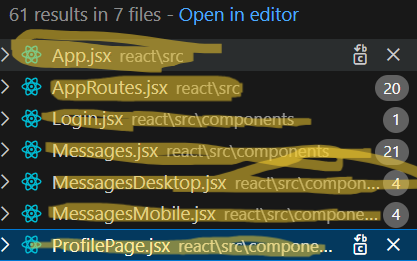 61 results in 7 files - Open in editor
App.jsx react\src
AppRoutes.jsx react\src 20
Login.jsx react\src\components 1
Messages.jsx react\src\components 21
MessagesDesktop.jsx react\src\compon... 4
MessagesMobile.jsx react\src\compone... 4
ProfilePage.jsx react\src\compone...